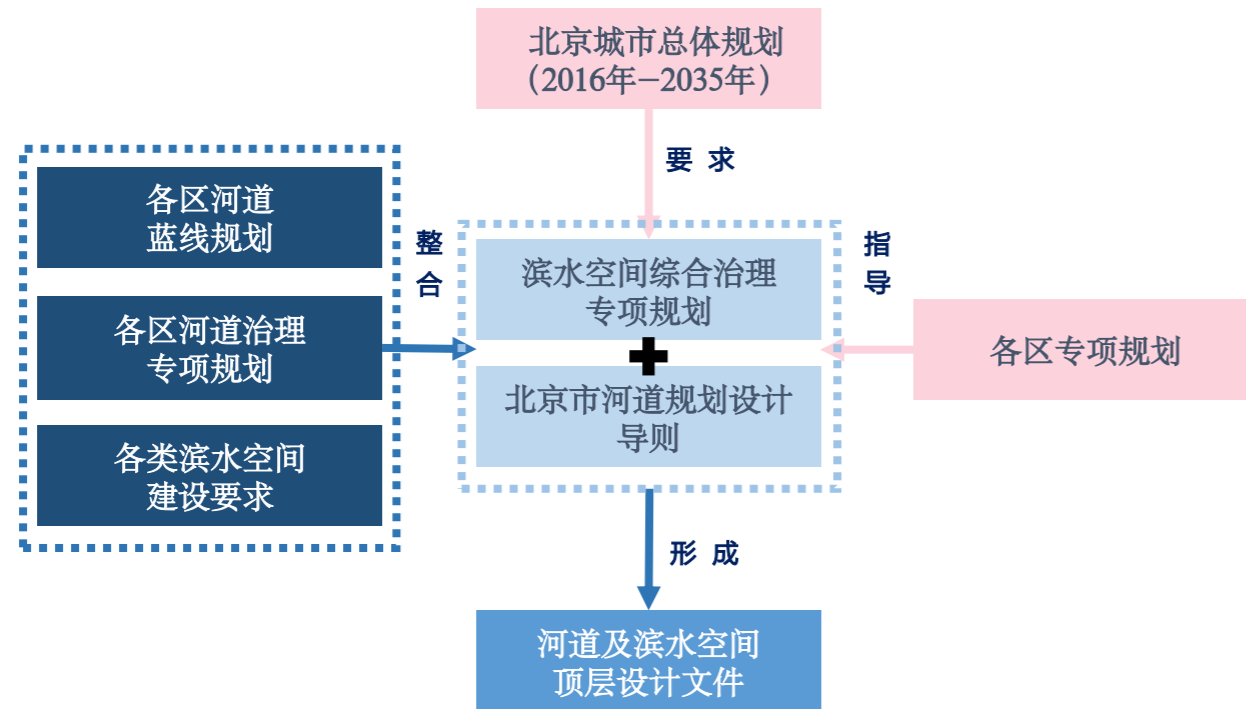 北京城市总体规划
（2016年-2035年）
要 求
各区河道
蓝线规划
各区河道治理
专项规划
各类滨水空间
建设要求
整
合
滨水空间综合治理
专项规划
北京市河道规划设计
导则
指
导
各区专项规划
形 成
河道及滨水空间
顶层设计文件